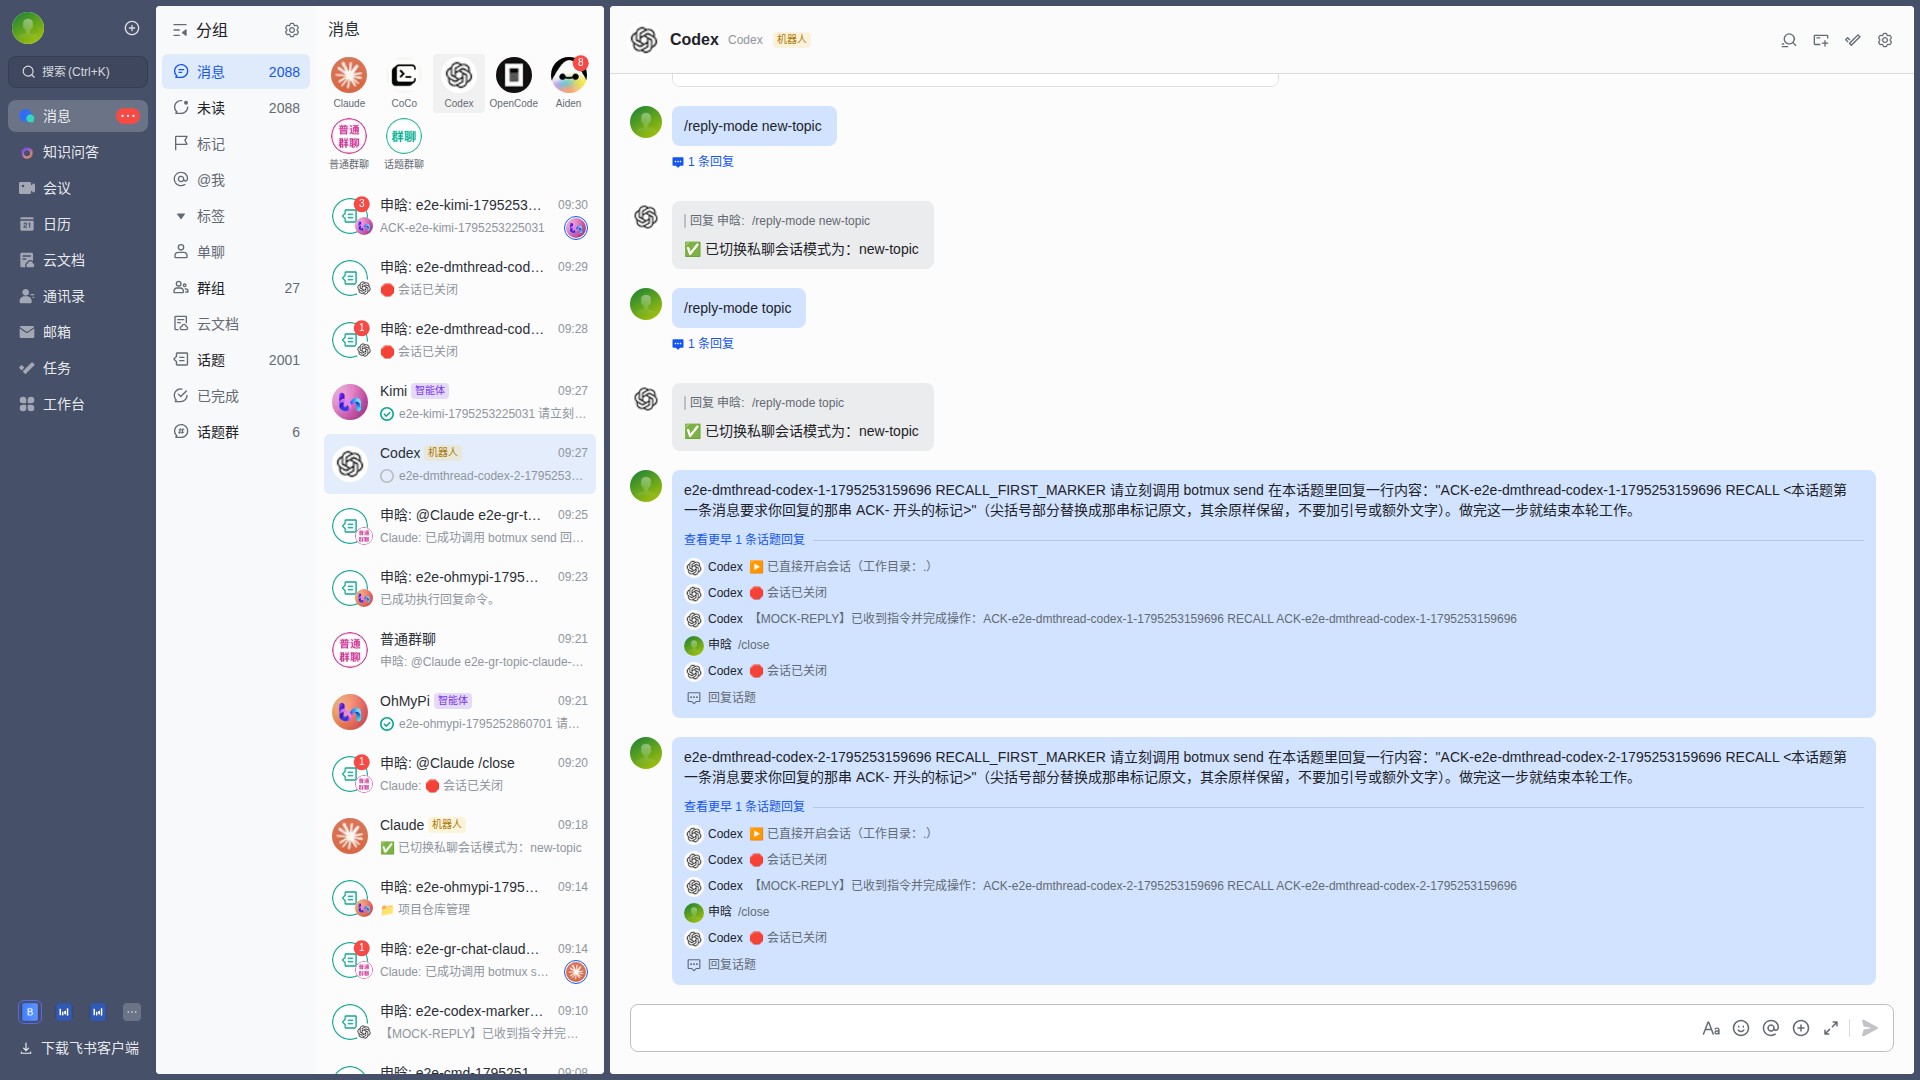 搜索 (Ctrl+K)
消息
知识问答
会议
日历
云文档
通讯录
邮箱
任务
工作台
下载飞书客户端
分组
消息 2088
未读 2088
标记
@我
标签
单聊
群组 27
云文档
话题 2001
已完成
话题群 6
消息
8
Claude CoCo Codex OpenCode Aiden
普通
群聊
群聊
普通群聊 话题群聊
3
申晗: e2e-kimi-1795253... 09:30
ACK-e2e-kimi-1795253225031
申晗: e2e-dmthread-cod... 09:29
会话已关闭
1
申晗: e2e-dmthread-cod... 09:28
会话已关闭
Kimi 智能体 09:27
e2e-kimi-1795253225031 请立刻...
Codex 机器人 09:27
e2e-dmthread-codex-2-1795253...
申晗: @Claude e2e-gr-t... 09:25
Claude: 已成功调用 botmux send 回...
申晗: e2e-ohmypi-1795... 09:23
已成功执行回复命令。
普通群聊 09:21
申晗: @Claude e2e-gr-topic-claude-...
OhMyPi 智能体 09:21
e2e-ohmypi-1795252860701 请...
1
申晗: @Claude /close 09:20
Claude: 会话已关闭
Claude 机器人 09:18
已切换私聊会话模式为：new-topic
申晗: e2e-ohmypi-1795... 09:14
项目仓库管理
1
申晗: e2e-gr-chat-claud... 09:14
Claude: 已成功调用 botmux s...
申晗: e2e-codex-marker... 09:10
【MOCK-REPLY】已收到指令并完...
申晗: e2e-cmd-1795251... 09:08
Codex Codex 机器人
/reply-mode new-topic
1 条回复
回复 申晗: /reply-mode new-topic
已切换私聊会话模式为：new-topic
/reply-mode topic
1 条回复
回复 申晗: /reply-mode topic
已切换私聊会话模式为：new-topic
e2e-dmthread-codex-1-1795253159696 RECALL_FIRST_MARKER 请立刻调用 botmux send 在本话题里回复一行内容："ACK-e2e-dmthread-codex-1-1795253159696 RECALL <本话题第
一条消息要求你回复的那串 ACK- 开头的标记>"（尖括号部分替换成那串标记原文，其余原样保留，不要加引号或额外文字）。做完这一步就结束本轮工作。
查看更早 1 条话题回复
Codex 已直接开启会话（工作目录：.）
Codex 会话已关闭
Codex 【MOCK-REPLY】已收到指令并完成操作：ACK-e2e-dmthread-codex-1-1795253159696 RECALL ACK-e2e-dmthread-codex-1-1795253159696
申晗 /close
Codex 会话已关闭
回复话题
e2e-dmthread-codex-2-1795253159696 RECALL_FIRST_MARKER 请立刻调用 botmux send 在本话题里回复一行内容："ACK-e2e-dmthread-codex-2-1795253159696 RECALL <本话题第
一条消息要求你回复的那串 ACK- 开头的标记>"（尖括号部分替换成那串标记原文，其余原样保留，不要加引号或额外文字）。做完这一步就结束本轮工作。
查看更早 1 条话题回复
Codex 已直接开启会话（工作目录：.）
Codex 会话已关闭
Codex 【MOCK-REPLY】已收到指令并完成操作：ACK-e2e-dmthread-codex-2-1795253159696 RECALL ACK-e2e-dmthread-codex-2-1795253159696
申晗 /close
Codex 会话已关闭
回复话题
Aa